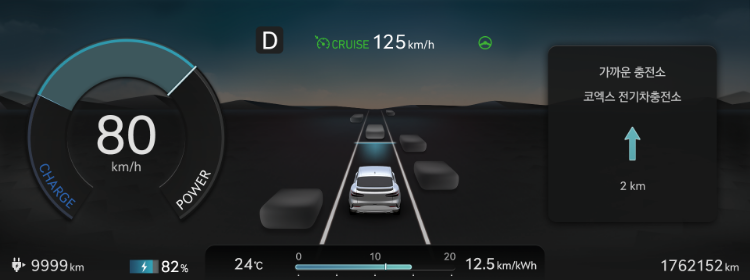 D
CRUISE 125 km/h
80
km/h
CHARGE
POWER
가까운 충전소
코엑스 전기차충전소
2 km
9999 km
82 %
24℃
0 10 20
12.5 km/kWh
1762152 km